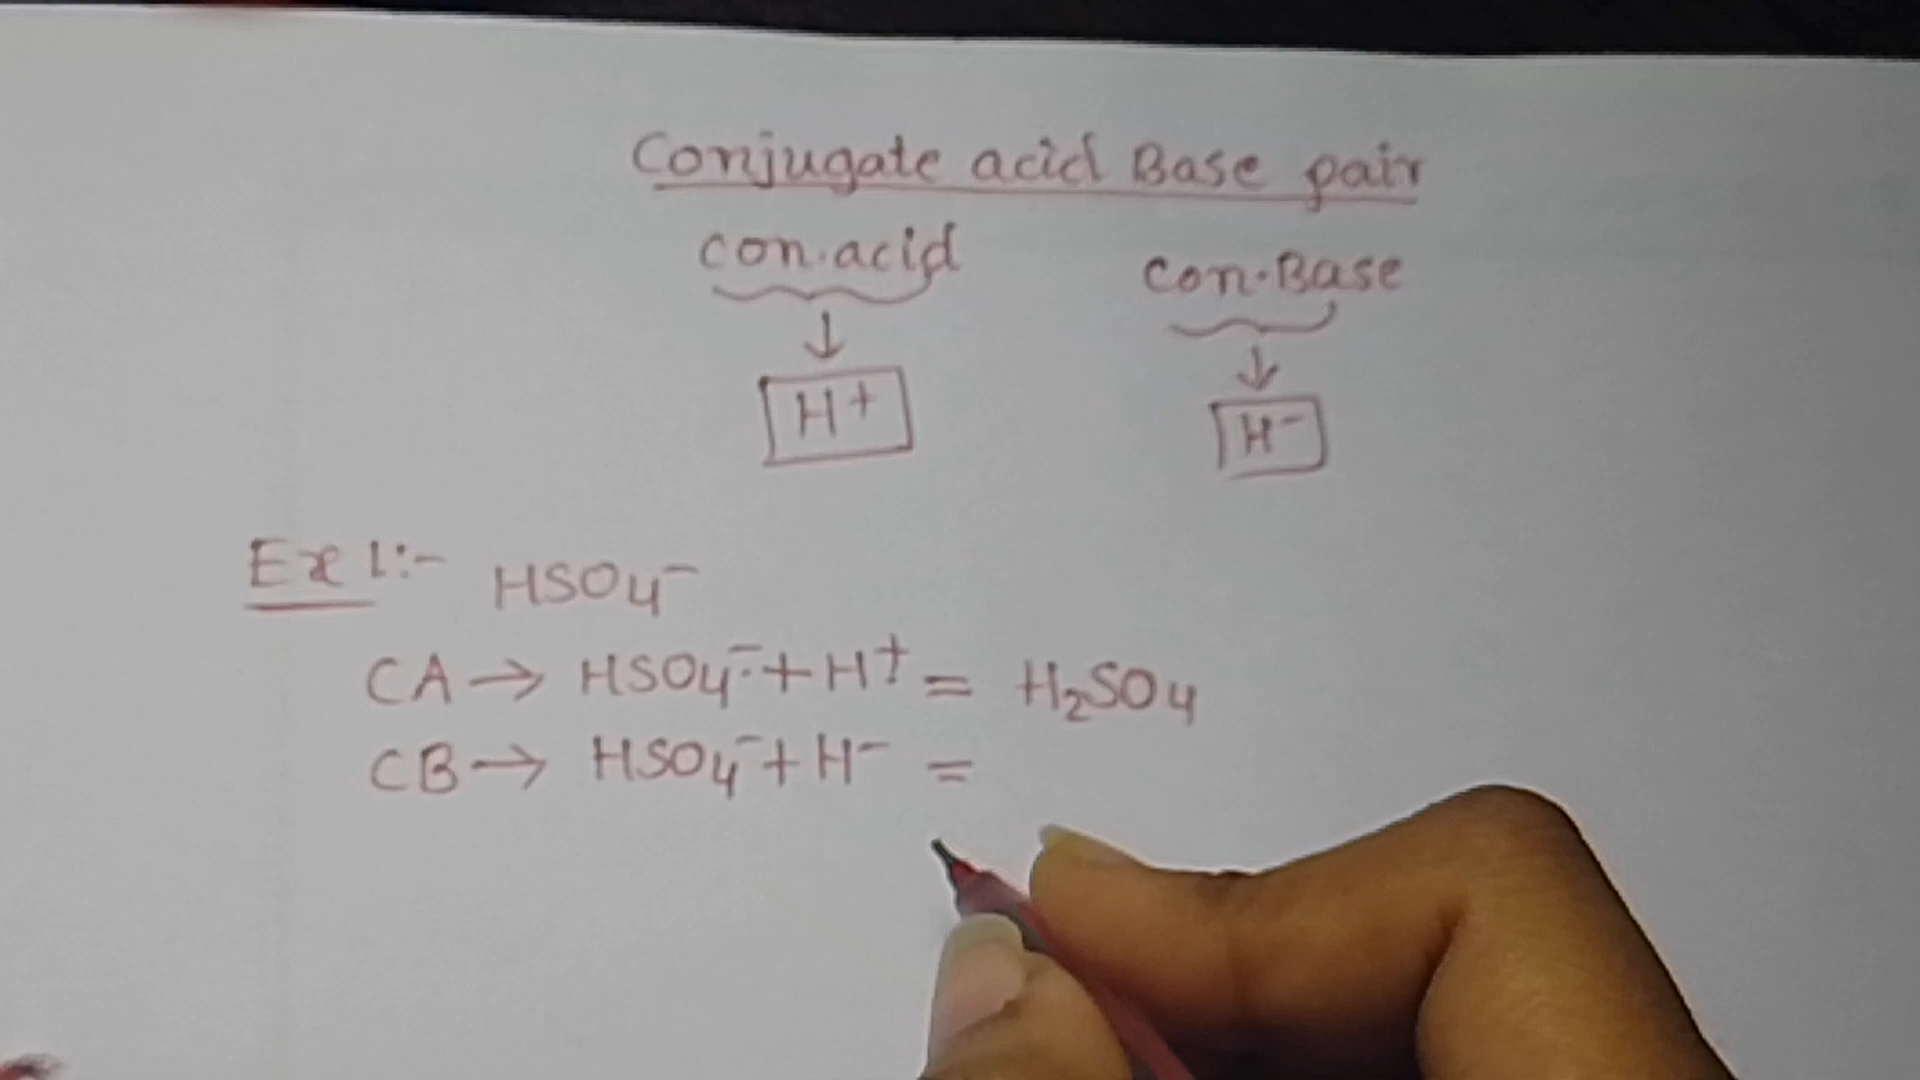 Conjugate acid Base pair
con.acid con.Base
↓ ↓
H+ H-
Ex 1:- HSO4-
CA → HSO4- + H+ = H2SO4
CB → HSO4- + H- =